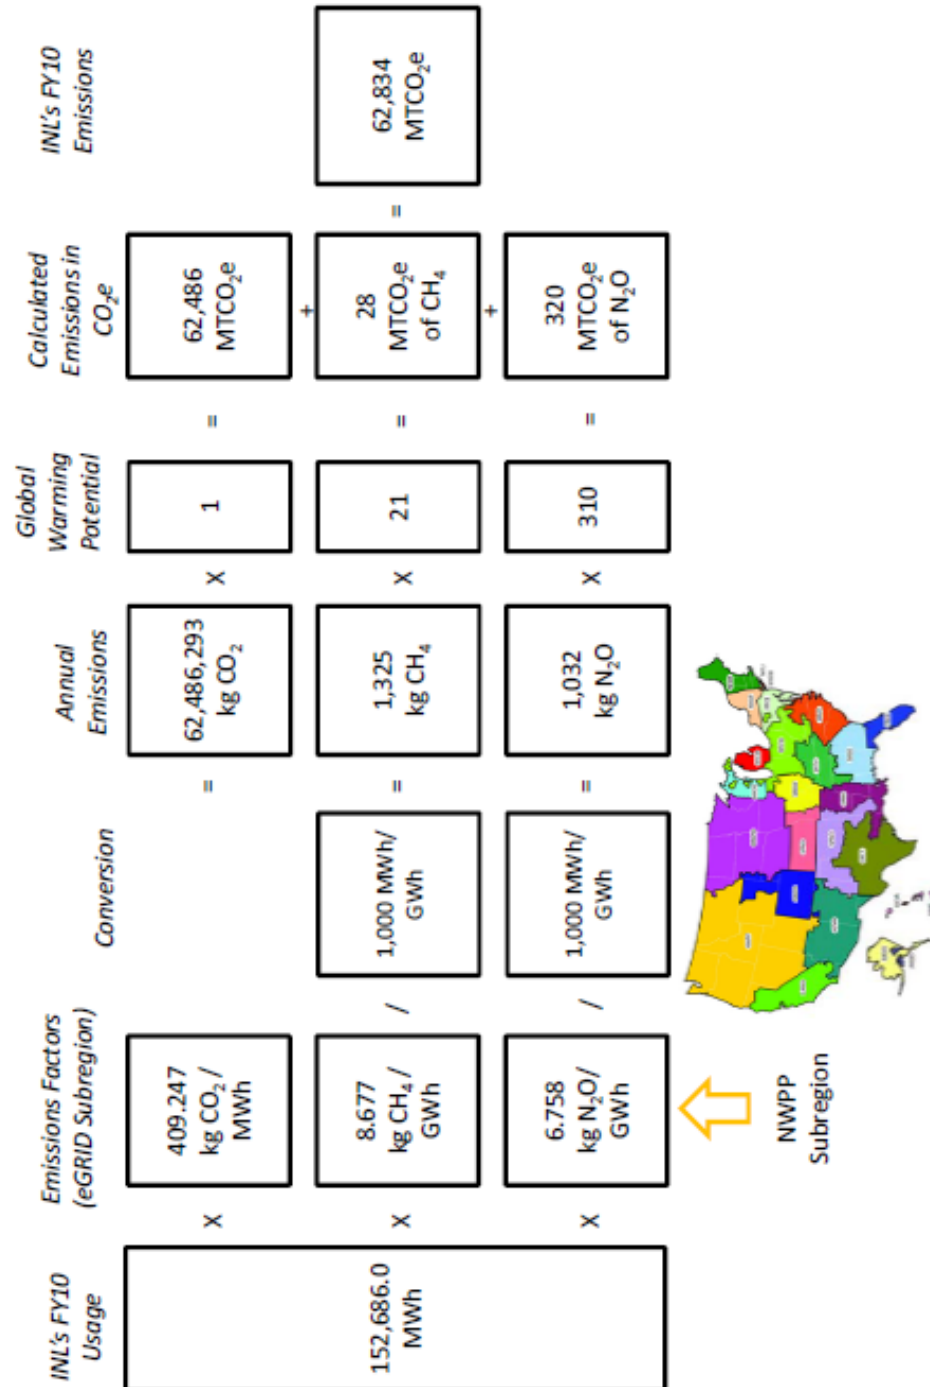 INL's FY10
Usage
Emissions Factors
(eGRID Subregion)
Conversion
Annual
Emissions
Global
Warming
Potential
Calculated
Emissions in
CO₂e
INL's FY10
Emissions
152,686.0
MWh
X
409.247
kg CO₂ /
MWh
=
62,486,293
kg CO₂
X
1
=
62,486
MTCO₂e
+
X
8.677
kg CH₄ /
GWh
/
1,000 MWh/
GWh
=
1,325
kg CH₄
X
21
=
28
MTCO₂e
of CH₄
=
62,834
MTCO₂e
+
X
6.758
kg N₂O/
GWh
/
1,000 MWh/
GWh
=
1,032
kg N₂O
X
310
=
320
MTCO₂e
of N₂O
NWPP
Subregion